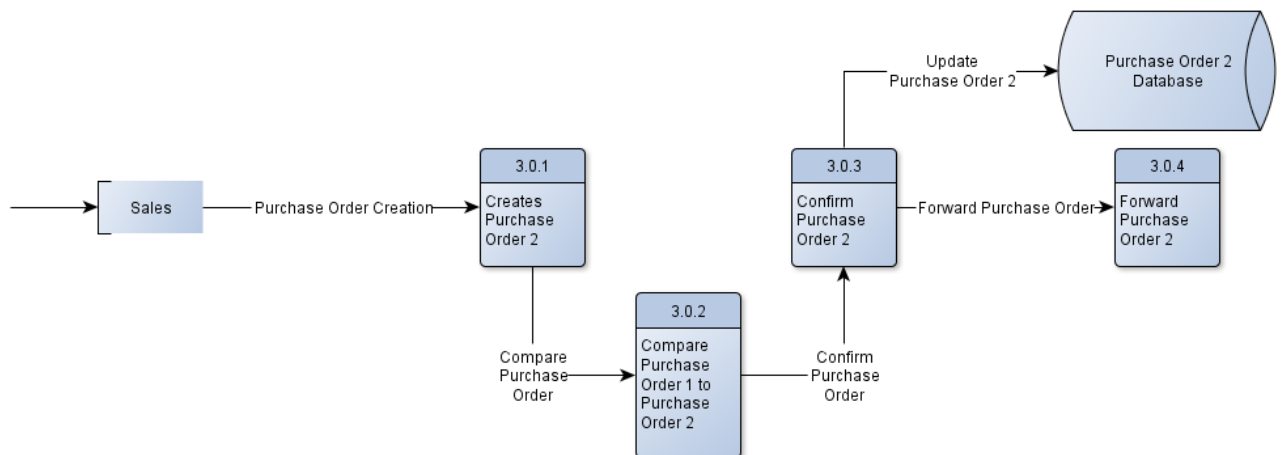 Update
Purchase Order 2
Purchase Order 2
Database
3.0.1
3.0.3
3.0.4
Sales
Purchase Order Creation
Creates
Purchase
Order 2
Confirm
Purchase
Order 2
Forward Purchase Order
Forward
Purchase
Order 2
3.0.2
Compare
Purchase
Order
Compare
Purchase
Order 1 to
Purchase
Order 2
Confirm
Purchase
Order